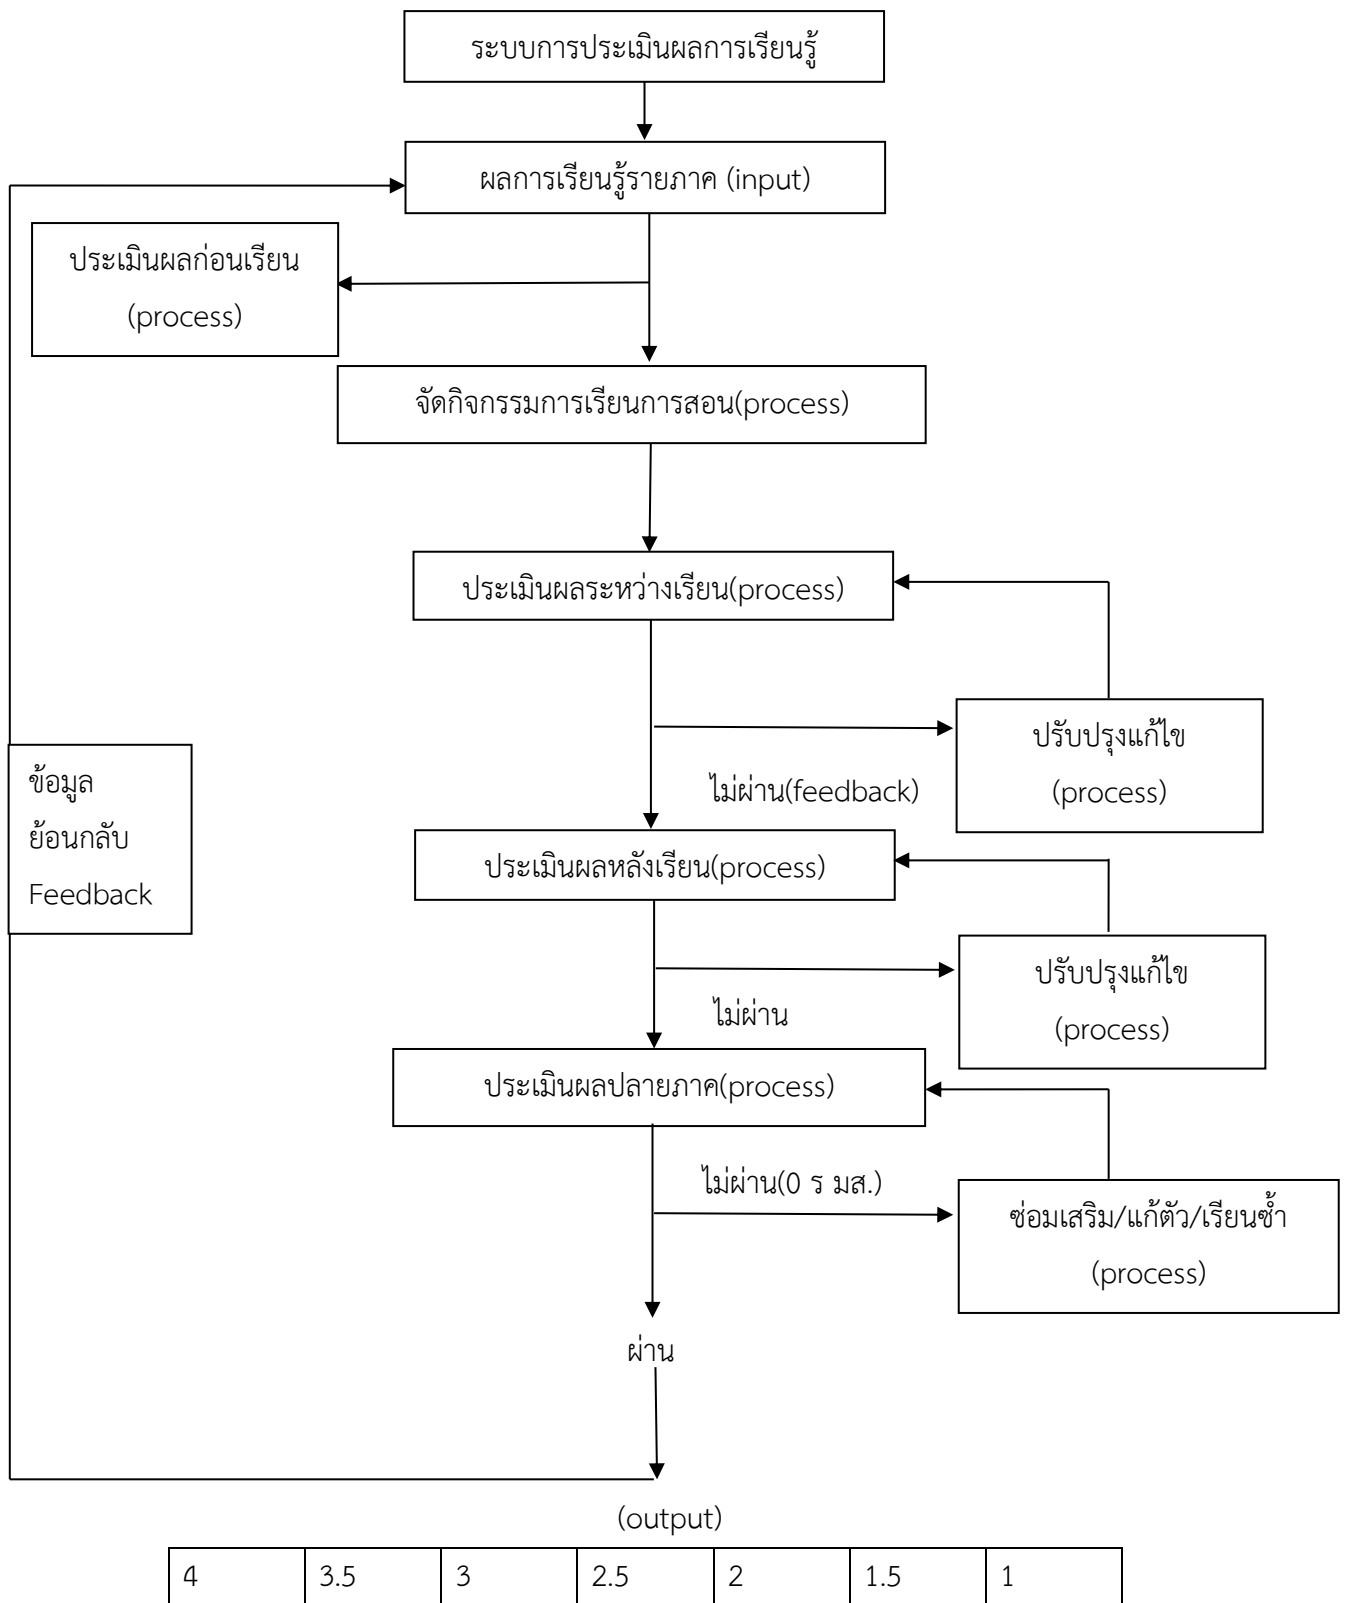 ระบบการประเมินผลการเรียนรู้
ผลการเรียนรู้รายภาค (input)
ประเมินผลก่อนเรียน
(process)
จัดกิจกรรมการเรียนการสอน(process)
ประเมินผลระหว่างเรียน(process)
ปรับปรุงแก้ไข
(process)
ไม่ผ่าน(feedback)
ข้อมูล
ย้อนกลับ
Feedback
ประเมินผลหลังเรียน(process)
ปรับปรุงแก้ไข
(process)
ไม่ผ่าน
ประเมินผลปลายภาค(process)
ไม่ผ่าน(0 ร มส.)
ซ่อมเสริม/แก้ตัว/เรียนซ้ำ
(process)
ผ่าน
(output)
4 3.5 3 2.5 2 1.5 1